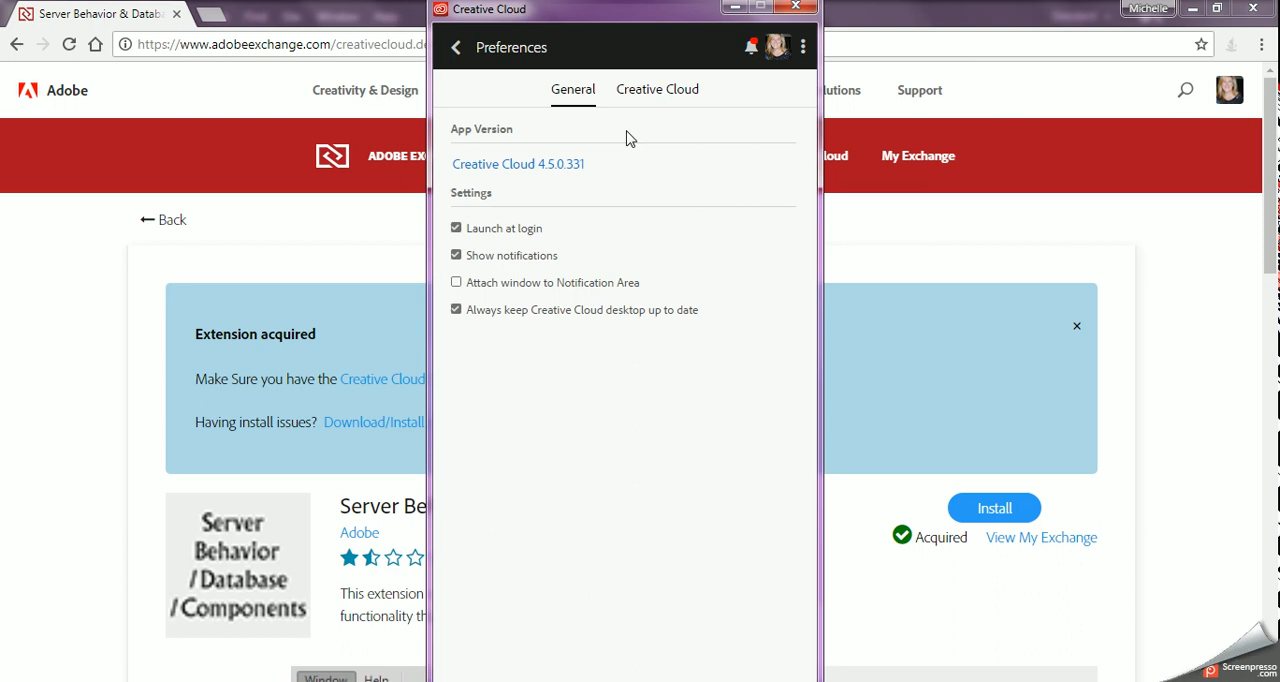 Server Behavior & Datab
Creative Cloud
Michelle
https://www.adobeexchange.com/creativecloud.de
Preferences
Adobe
Creativity & Design
General
Creative Cloud
lutions
Support
ADOBE EX
App Version
loud
My Exchange
Creative Cloud 4.5.0.331
Settings
Back
Launch at login
Show notifications
Attach window to Notification Area
Always keep Creative Cloud desktop up to date
Extension acquired
Make Sure you have the Creative Cloud
Having install issues? Download/Install
Server
Behavior
/Database
/Components
Server Be
Adobe
This extension
functionality th
Install
Acquired
View My Exchange
Window Help
Screenpresso
.com